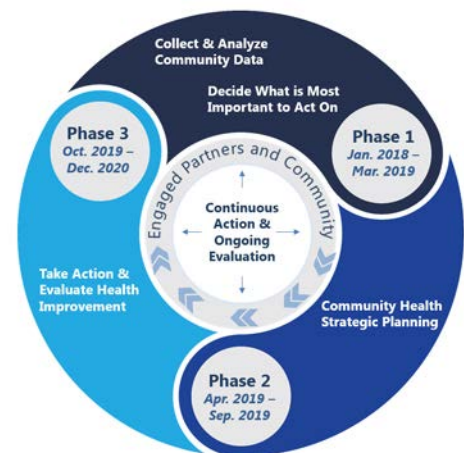 Collect & Analyze
Community Data
Decide What is Most
Important to Act On
Phase 1
Jan. 2018 –
Mar. 2019
Phase 3
Oct. 2019 –
Dec. 2020
Engaged Partners and Community
Continuous
Action &
Ongoing
Evaluation
Take Action &
Evaluate Health
Improvement
Community Health
Strategic Planning
Phase 2
Apr. 2019 –
Sep. 2019